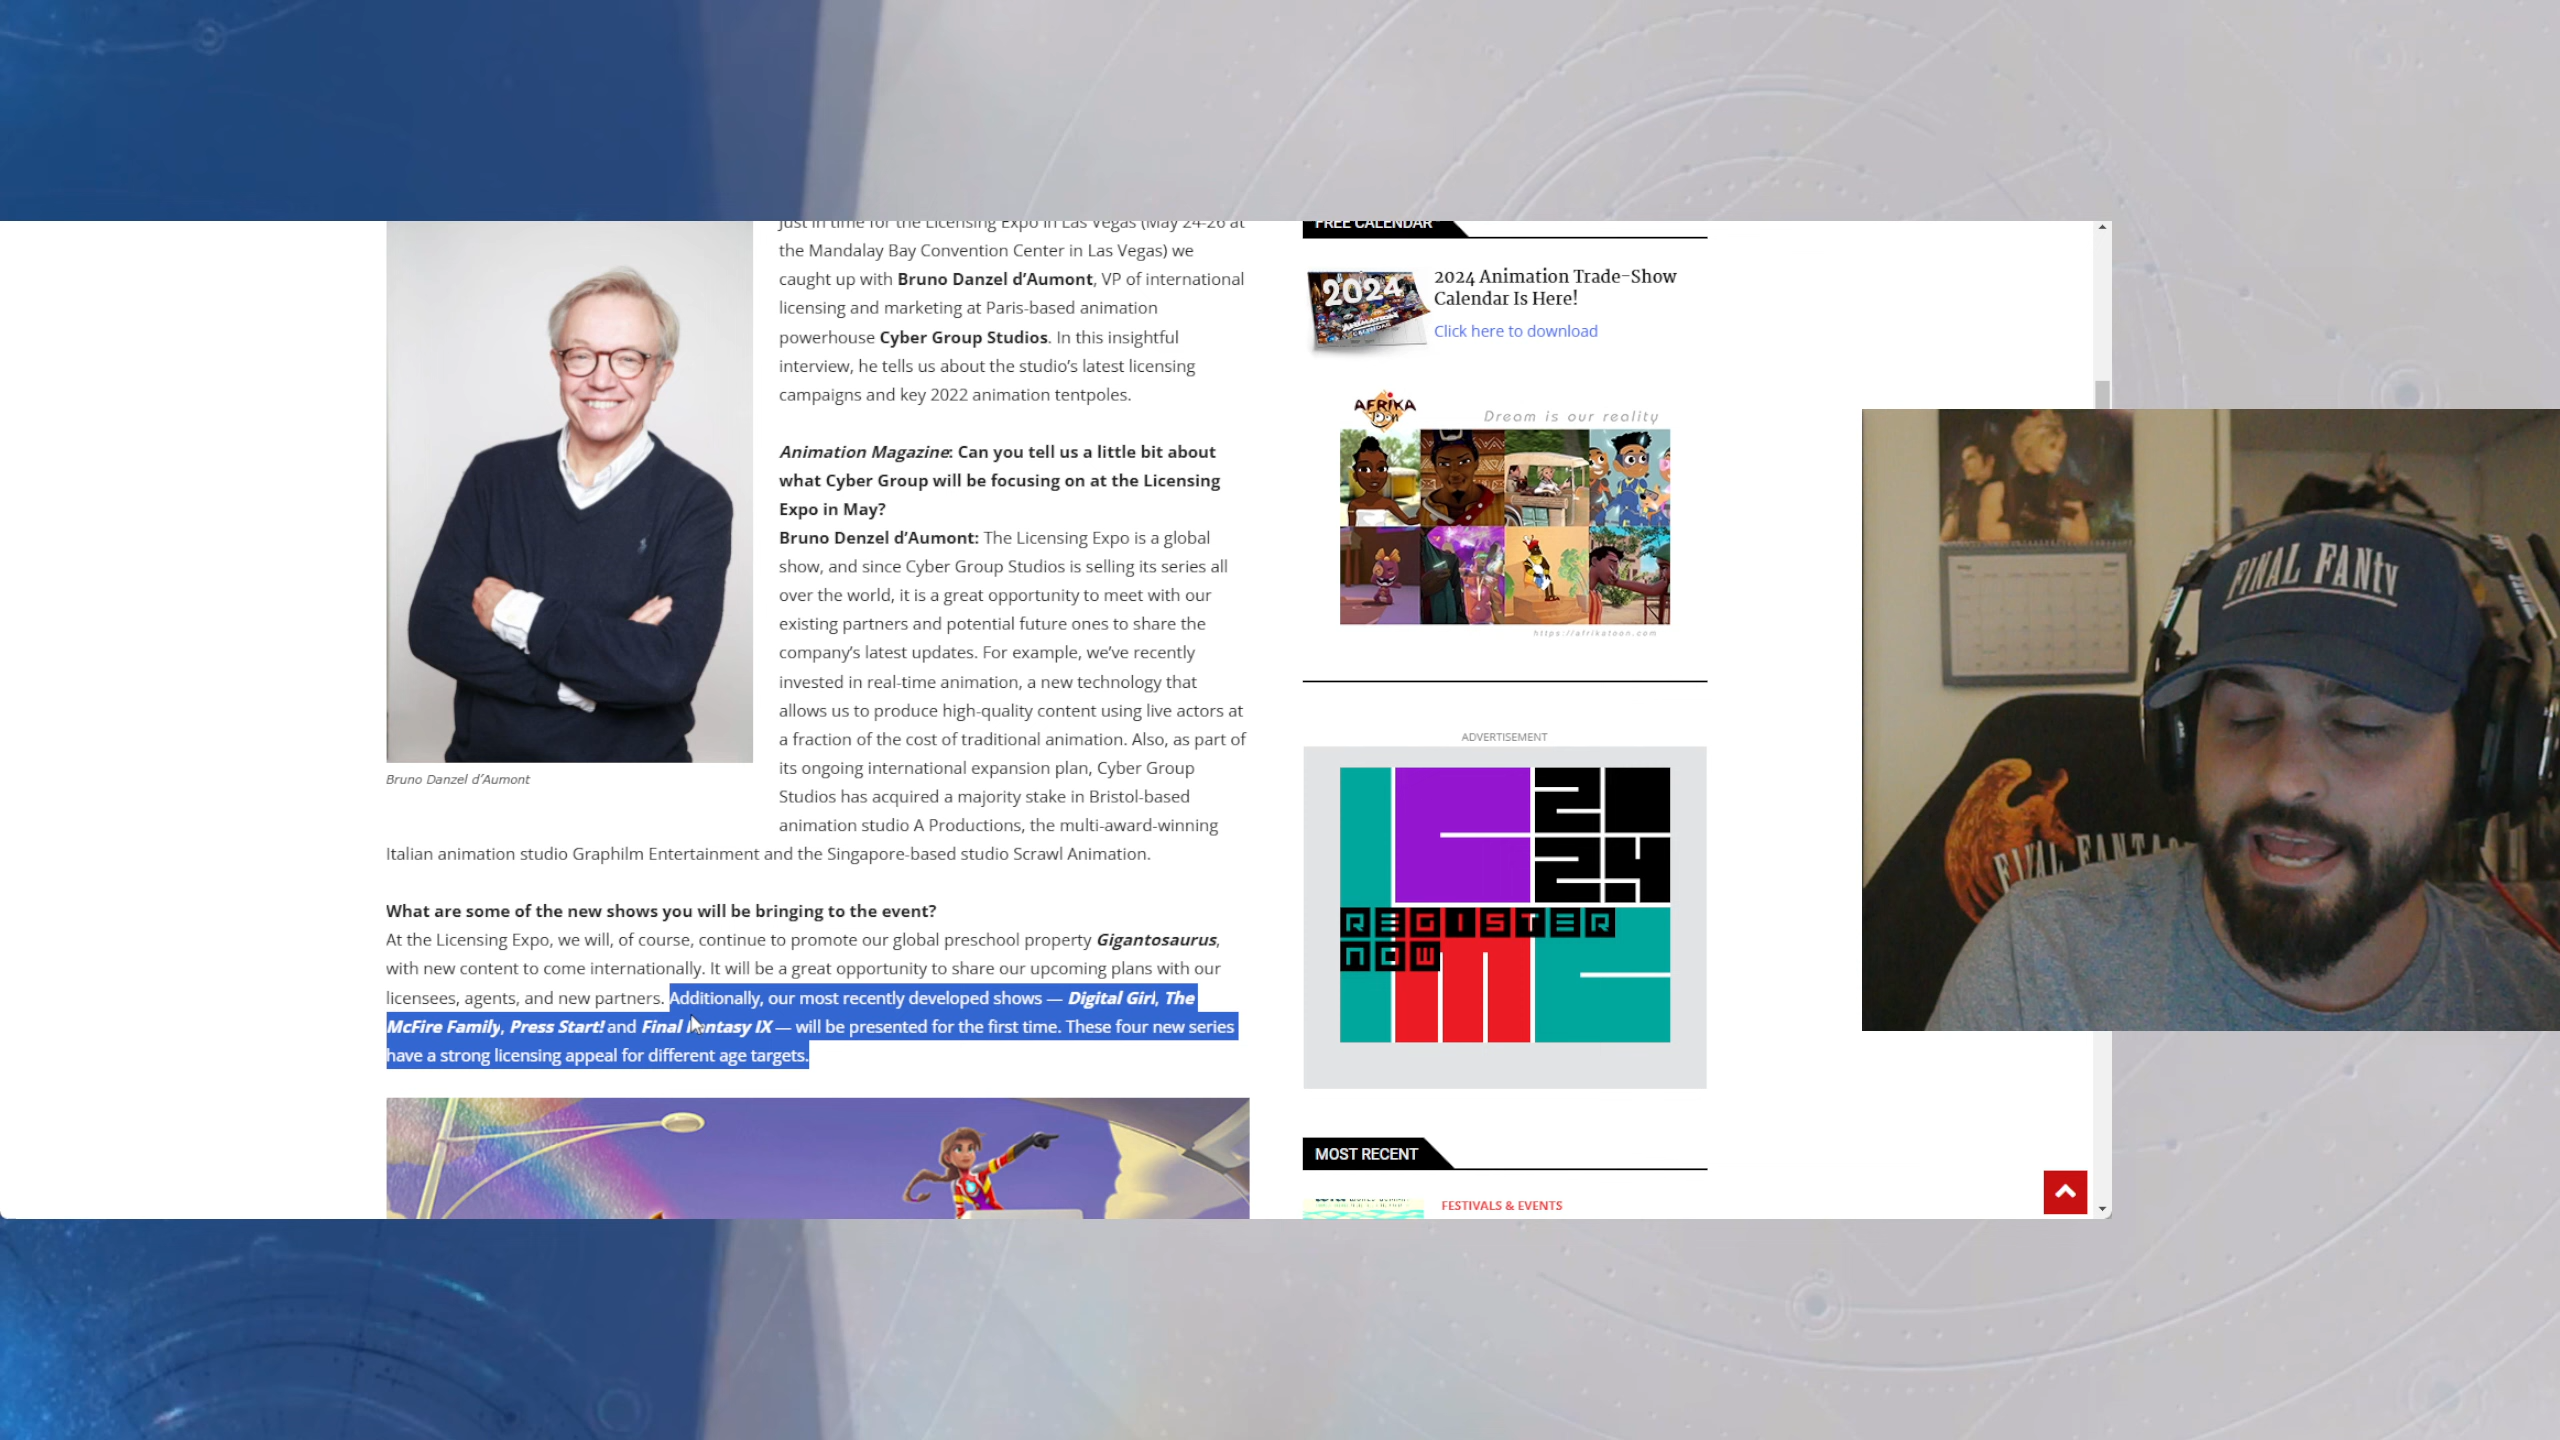 Just in time for the Licensing Expo in Las Vegas (May 24-26 at
the Mandalay Bay Convention Center in Las Vegas) we
caught up with Bruno Danzel d’Aumont, VP of international
licensing and marketing at Paris-based animation
powerhouse Cyber Group Studios. In this insightful
interview, he tells us about the studio’s latest licensing
campaigns and key 2022 animation tentpoles.
Animation Magazine: Can you tell us a little bit about
what Cyber Group will be focusing on at the Licensing
Expo in May?
Bruno Denzel d’Aumont: The Licensing Expo is a global
show, and since Cyber Group Studios is selling its series all
over the world, it is a great opportunity to meet with our
existing partners and potential future ones to share the
company’s latest updates. For example, we’ve recently
invested in real-time animation, a new technology that
allows us to produce high-quality content using live actors at
a fraction of the cost of traditional animation. Also, as part of
its ongoing international expansion plan, Cyber Group
Studios has acquired a majority stake in Bristol-based
animation studio A Productions, the multi-award-winning
Italian animation studio Graphilm Entertainment and the Singapore-based studio Scrawl Animation.
Bruno Danzel d’Aumont
What are some of the new shows you will be bringing to the event?
At the Licensing Expo, we will, of course, continue to promote our global preschool property Gigantosaurus,
with new content to come internationally. It will be a great opportunity to share our upcoming plans with our
licensees, agents, and new partners. Additionally, our most recently developed shows — Digital Girl, The
McFire Family, Press Start! and Final Fantasy IX — will be presented for the first time. These four new series
have a strong licensing appeal for different age targets.
FREE CALENDAR
2024
ANIMATION
CALENDAR
2024 Animation Trade-Show
Calendar Is Here!
Click here to download
AFRIKA
Toon
Dream is our reality
https://afrikatoon.com
ADVERTISEMENT
2024
REGISTER
NOW
MOST RECENT
FESTIVALS & EVENTS
FINAL FANtv
FINAL FANTAS